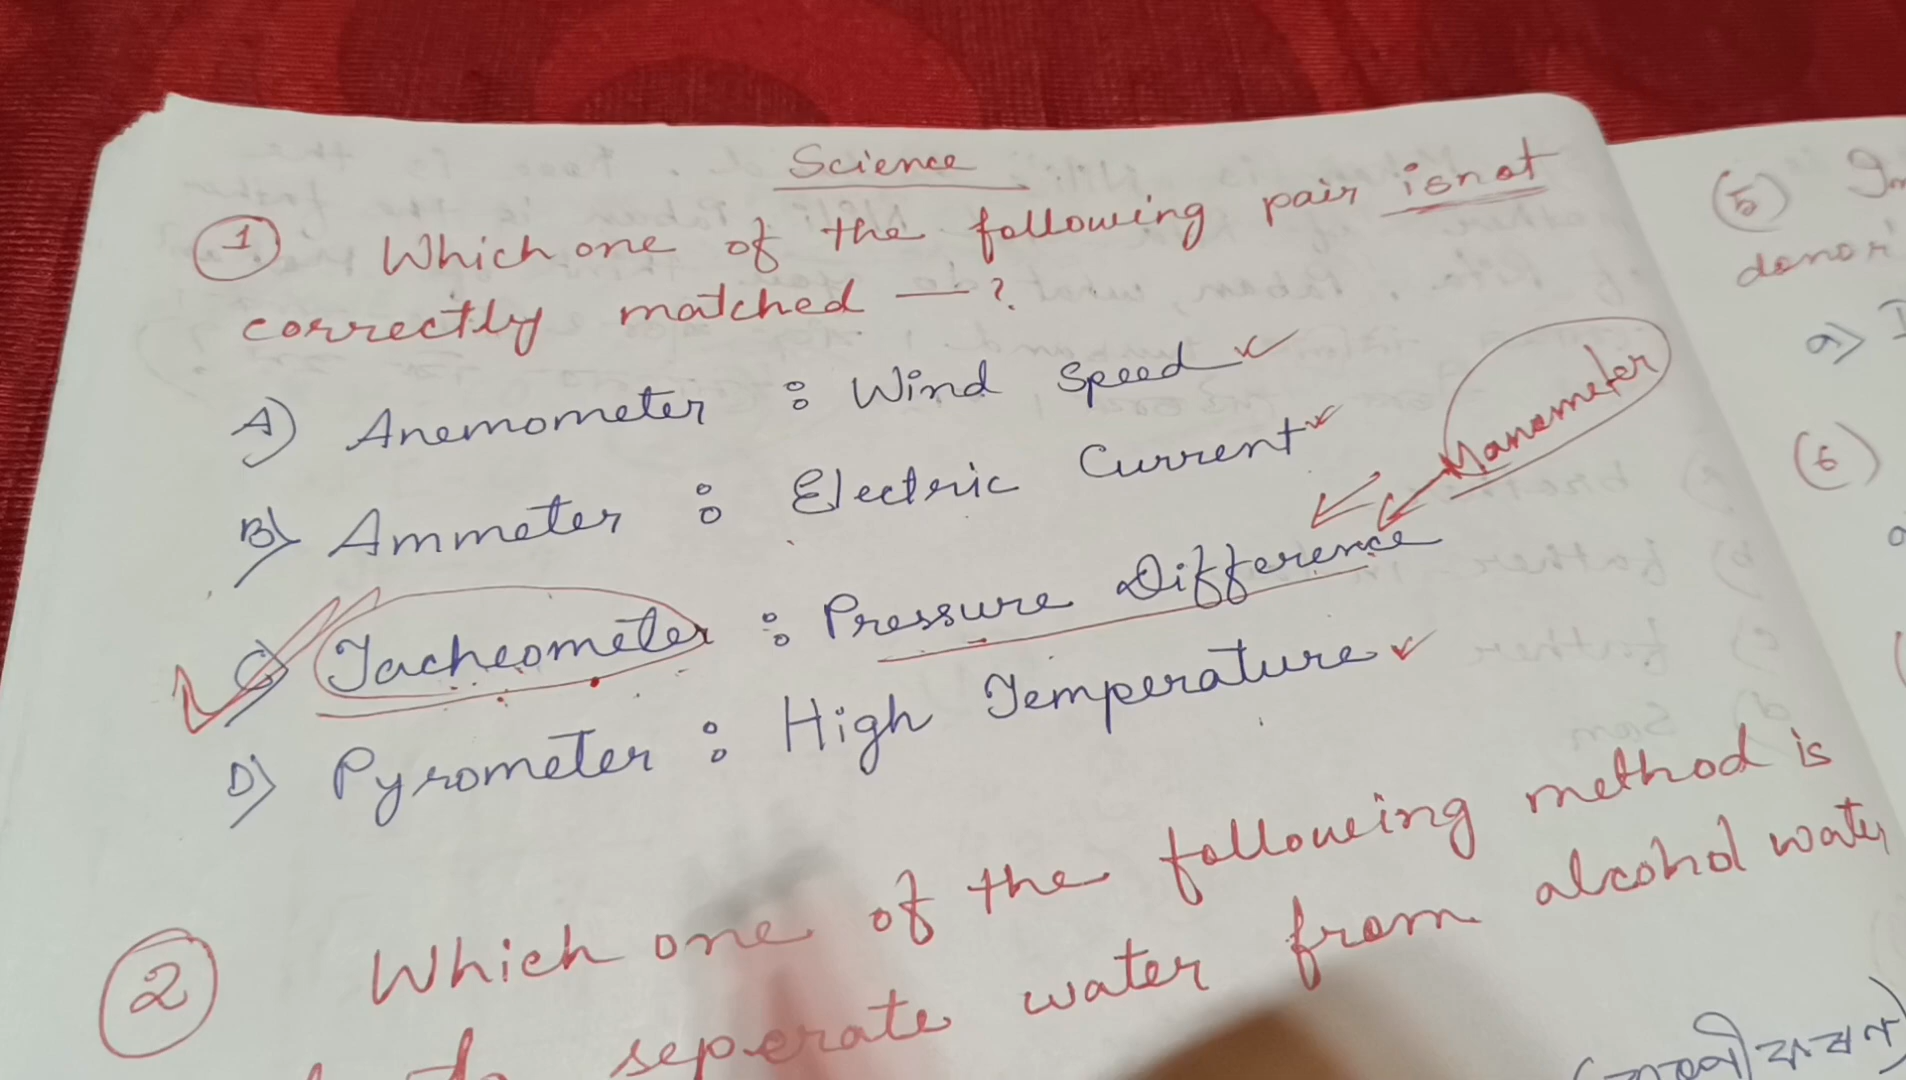 Science
1 Which one of the following pair is not
correctly matched — ?
A) Anemometer : Wind Speed
B) Ammeter : Electric Current
Manometer
C) Tacheometer : Pressure Difference
D) Pyrometer : High Temperature
2 Which one of the following method is
to seperate water from alcohol water
(5)
donor
a) I
(6)